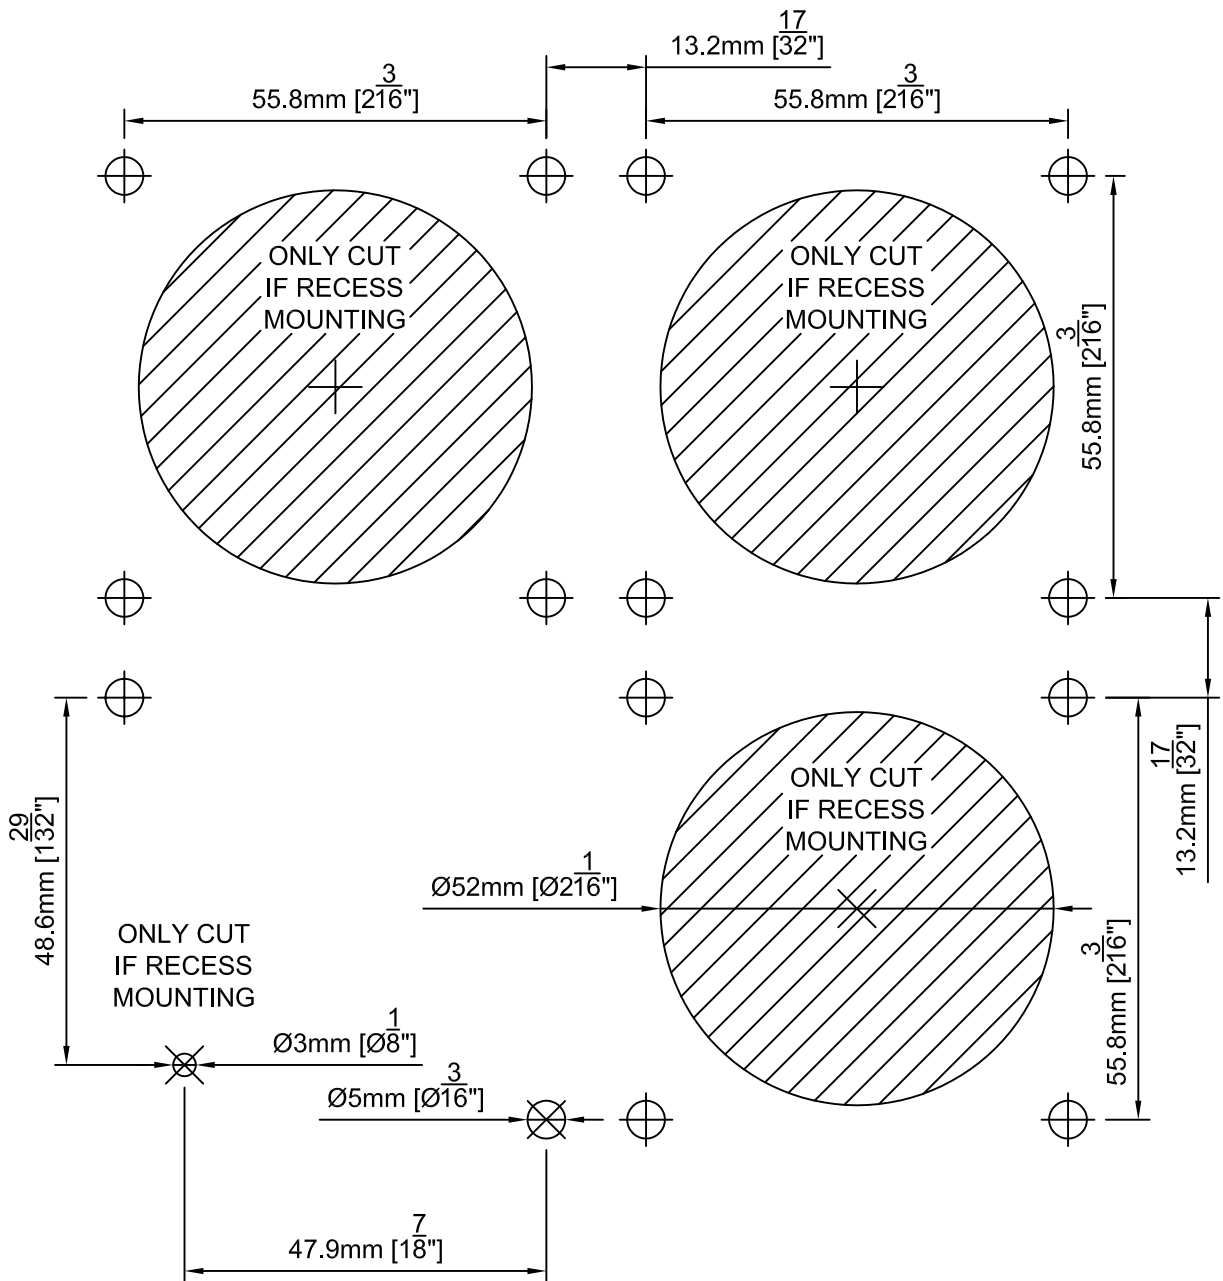 13.2mm [17/32"]
55.8mm [2 3/16"]
55.8mm [2 3/16"]
ONLY CUT
IF RECESS
MOUNTING
ONLY CUT
IF RECESS
MOUNTING
55.8mm [2 3/16"]
13.2mm [17/32"]
48.6mm [1 29/32"]
ONLY CUT
IF RECESS
MOUNTING
Ø52mm [Ø2 1/16"]
55.8mm [2 3/16"]
ONLY CUT
IF RECESS
MOUNTING
Ø3mm [Ø1/8"]
Ø5mm [Ø3/16"]
47.9mm [1 7/8"]